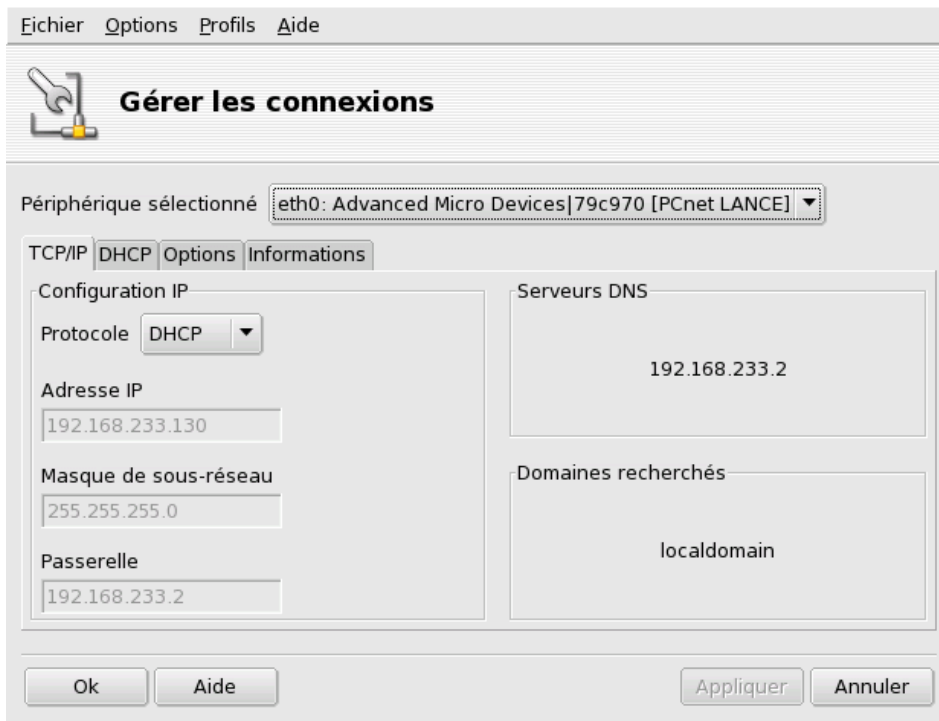 Fichier Options Profils Aide
Gérer les connexions
Périphérique sélectionné eth0: Advanced Micro Devices|79c970 [PCnet LANCE]
TCP/IP DHCP Options Informations
Configuration IP
Protocole DHCP
Adresse IP
192.168.233.130
Masque de sous-réseau
255.255.255.0
Passerelle
192.168.233.2
Serveurs DNS
192.168.233.2
Domaines recherchés
localdomain
Ok Aide Appliquer Annuler